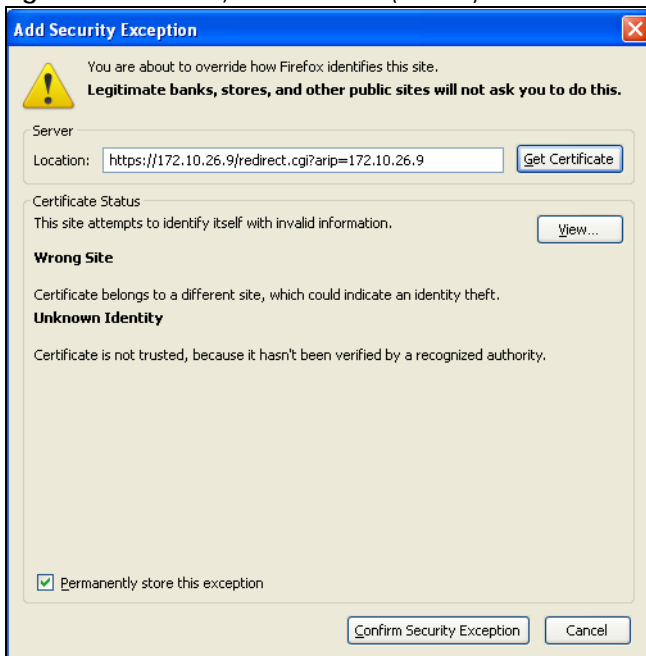 Add Security Exception
You are about to override how Firefox identifies this site.
Legitimate banks, stores, and other public sites will not ask you to do this.
Server
Location: https://172.10.26.9/redirect.cgi?arip=172.10.26.9 Get Certificate
Certificate Status
This site attempts to identify itself with invalid information. View...
Wrong Site
Certificate belongs to a different site, which could indicate an identity theft.
Unknown Identity
Certificate is not trusted, because it hasn't been verified by a recognized authority.
Permanently store this exception
Confirm Security Exception Cancel